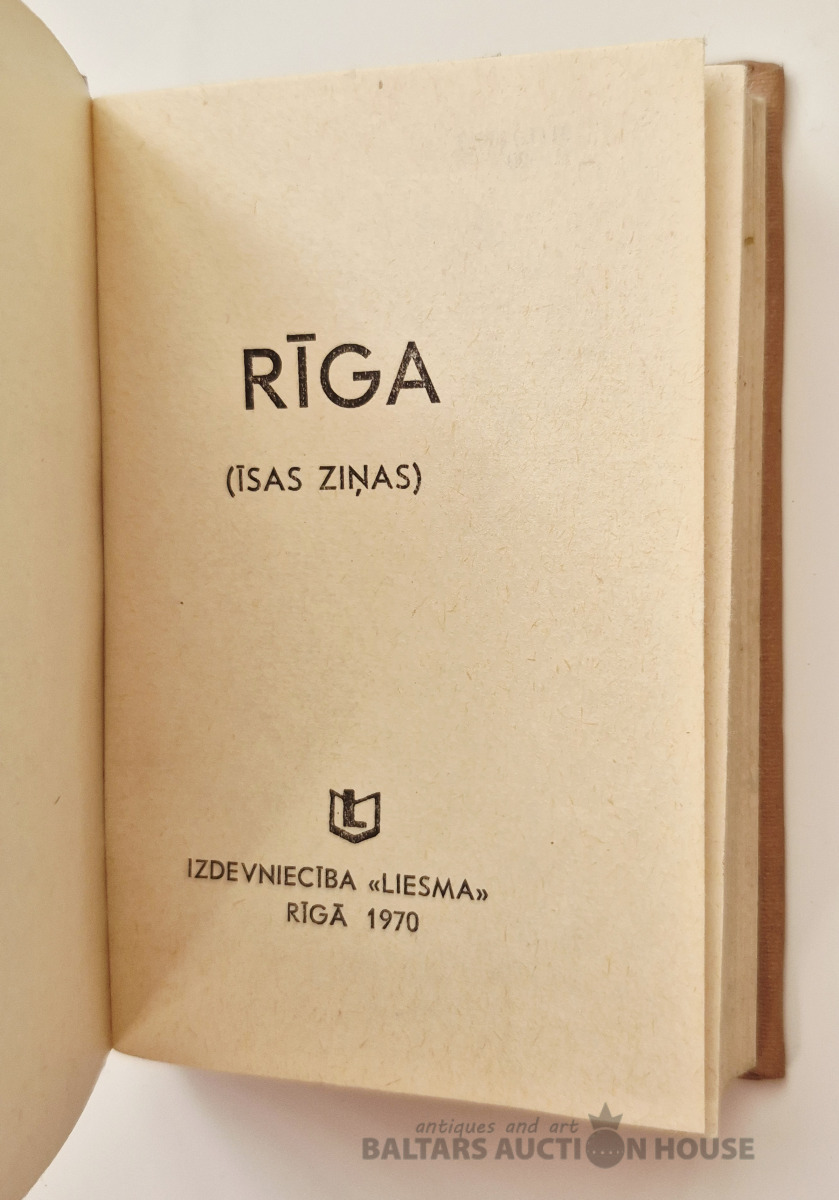 RĪGA
(ĪSAS ZIŅAS)
L
IZDEVNIECĪBA «LIESMA»
RĪGĀ 1970
antiques and art
BALTARS AUCTION HOUSE